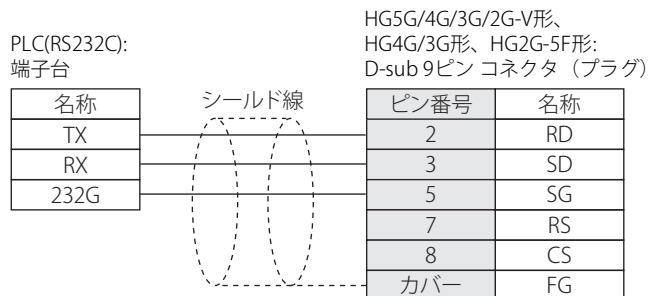 HG5G/4G/3G/2G-V形、
PLC(RS232C): HG4G/3G形、HG2G-5F形:
端子台 D-sub 9ピン コネクタ（プラグ）
名称 シールド線 ピン番号 名称
TX 2 RD
RX 3 SD
232G 5 SG
7 RS
8 CS
カバー FG